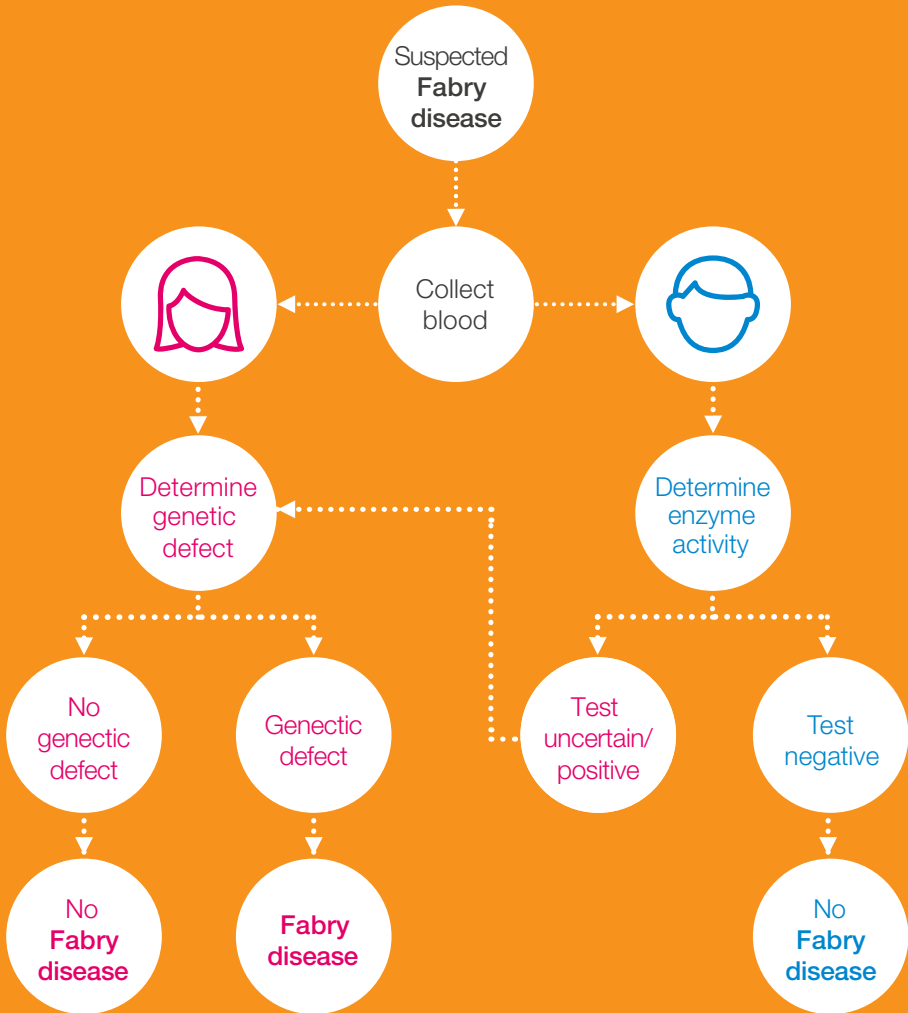 Suspected
Fabry
disease
Collect
blood
Determine
genetic
defect
Determine
enzyme
activity
No
genectic
defect
Genectic
defect
Test
uncertain/
positive
Test
negative
No
Fabry
disease
Fabry
disease
No
Fabry
disease